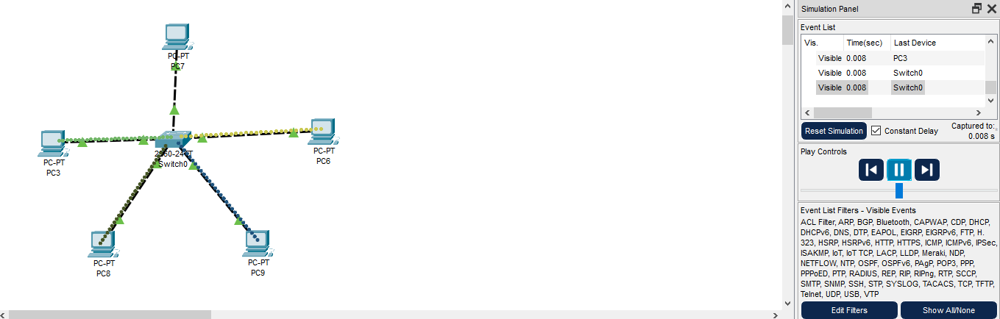 PC-PT
PC7
PC-PT
PC3
2960-24TT
Switch0
PC-PT
PC6
PC-PT
PC8
PC-PT
PC9
Simulation Panel
Event List
Vis. Time(sec) Last Device
Visible 0.008 PC3
Visible 0.008 Switch0
Visible 0.008 Switch0
Reset Simulation Constant Delay Captured to:
0.008 s
Play Controls
Event List Filters - Visible Events
ACL Filter, ARP, BGP, Bluetooth, CAPWAP, CDP, DHCP,
DHCPv6, DNS, DTP, EAPOL, EIGRP, EIGRPv6, FTP, H.
323, HSRP, HSRPv6, HTTP, HTTPS, ICMP, ICMPv6, IPSec,
ISAKMP, IoT, IoT TCP, LACP, LLDP, Meraki, NDP,
NETFLOW, NTP, OSPF, OSPFv6, PAgP, POP3, PPP,
PPPoED, PTP, RADIUS, REP, RIP, RIPng, RTP, SCCP,
SMTP, SNMP, SSH, STP, SYSLOG, TACACS, TCP, TFTP,
Telnet, UDP, USB, VTP
Edit Filters Show All/None